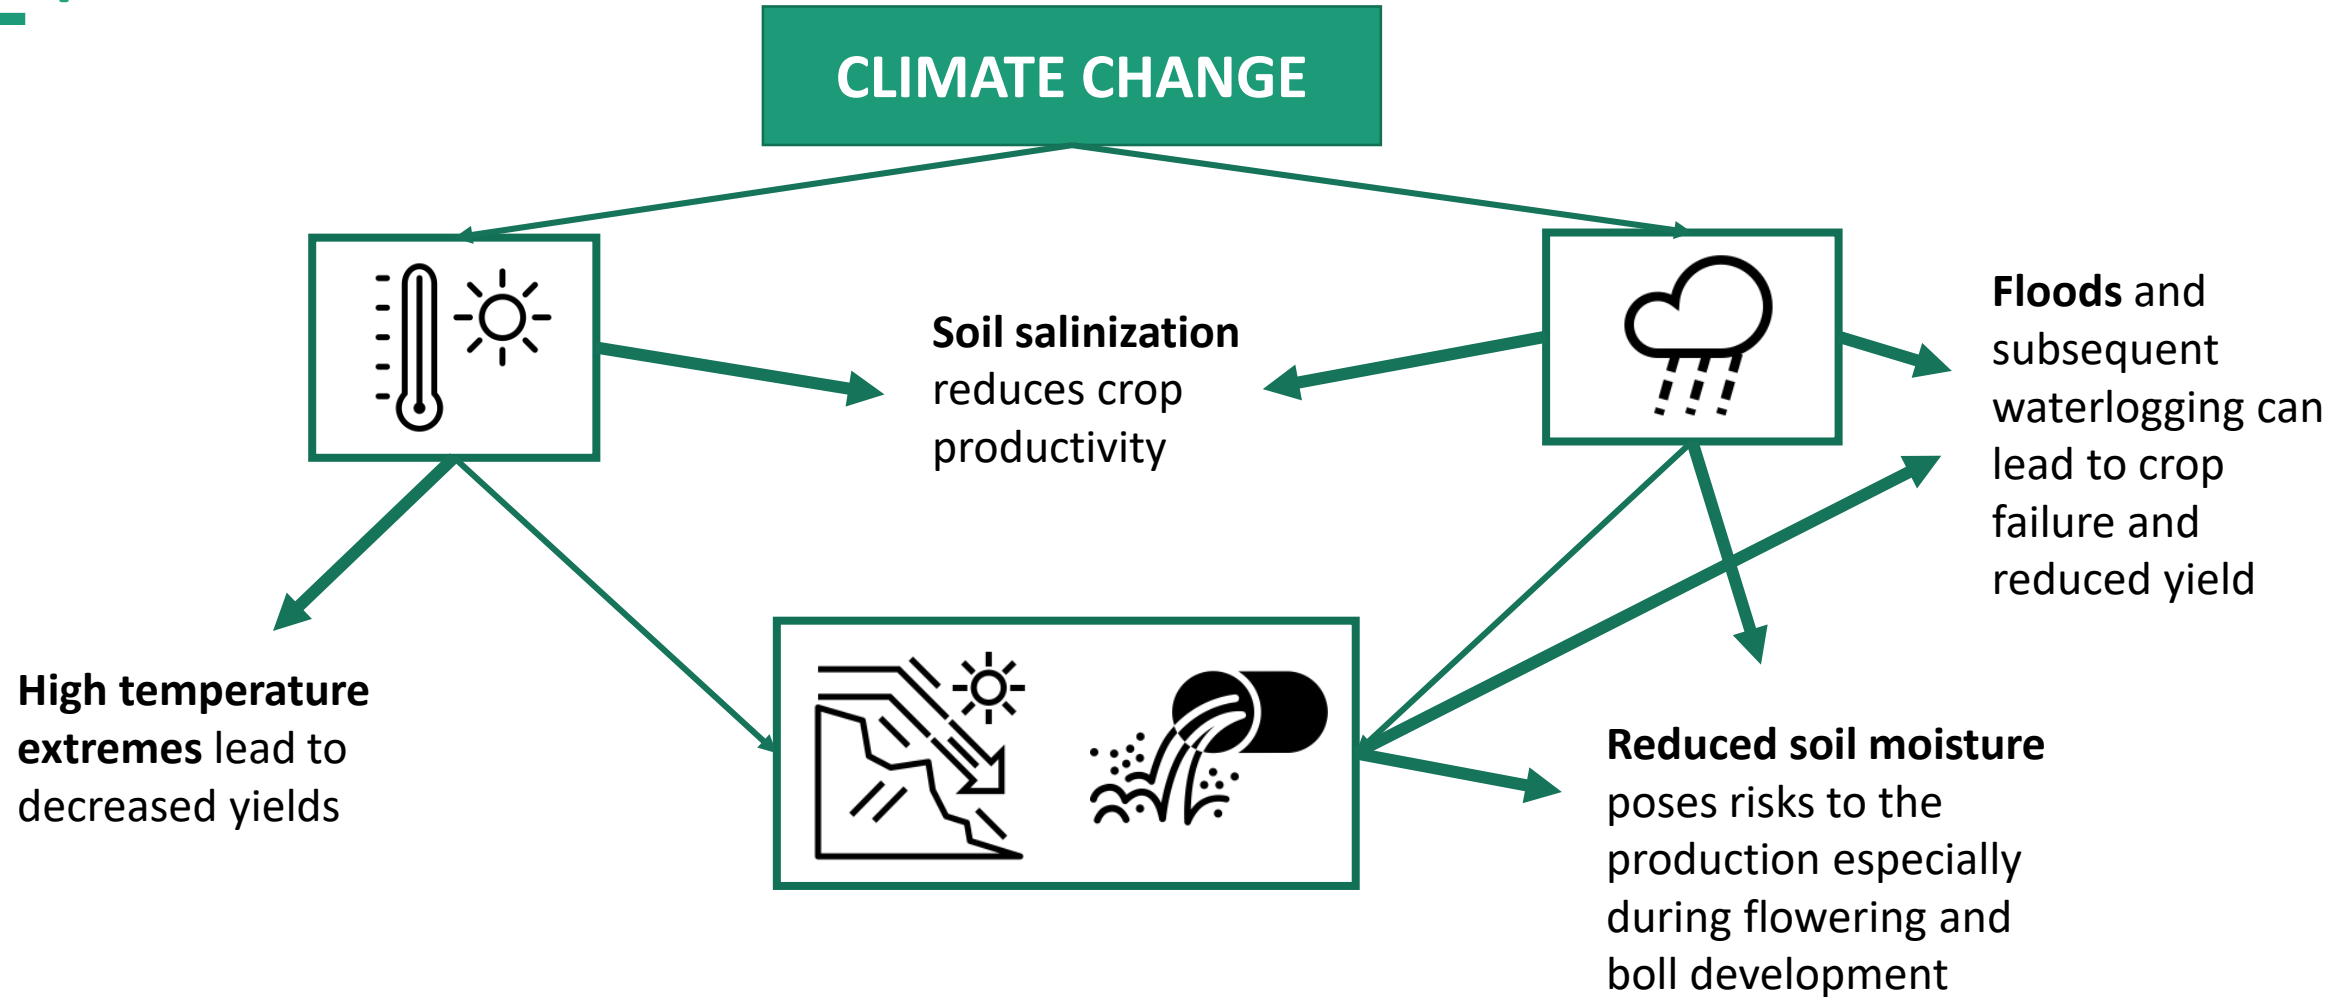 CLIMATE CHANGE
Soil salinization
reduces crop
productivity
Floods and
subsequent
waterlogging can
lead to crop
failure and
reduced yield
High temperature
extremes lead to
decreased yields
Reduced soil moisture
poses risks to the
production especially
during flowering and
boll development